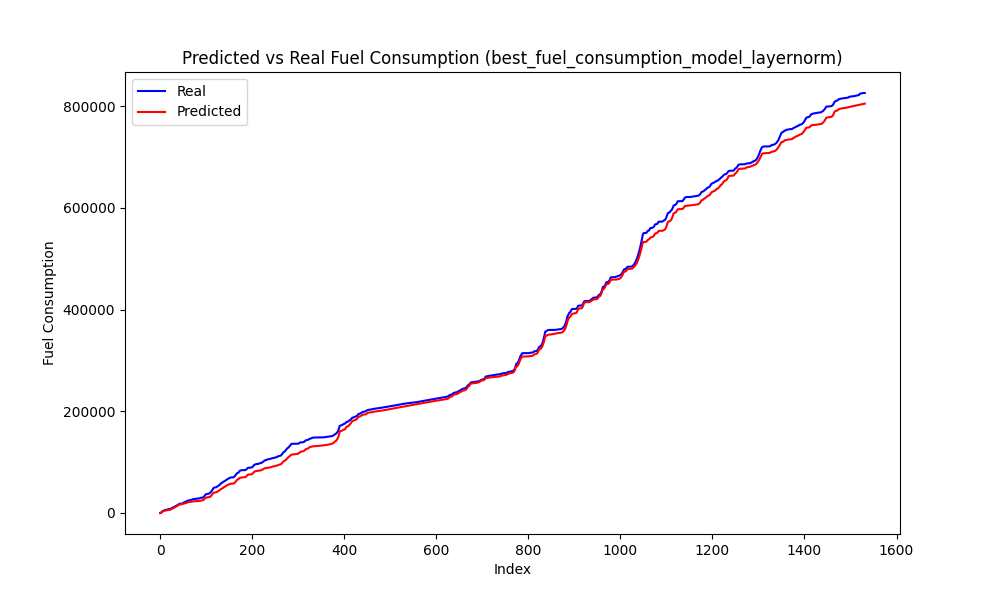 Predicted vs Real Fuel Consumption (best_fuel_consumption_model_layernorm)
Real
Predicted
800000
600000
400000
200000
0
Fuel Consumption
0 200 400 600 800 1000 1200 1400 1600
Index